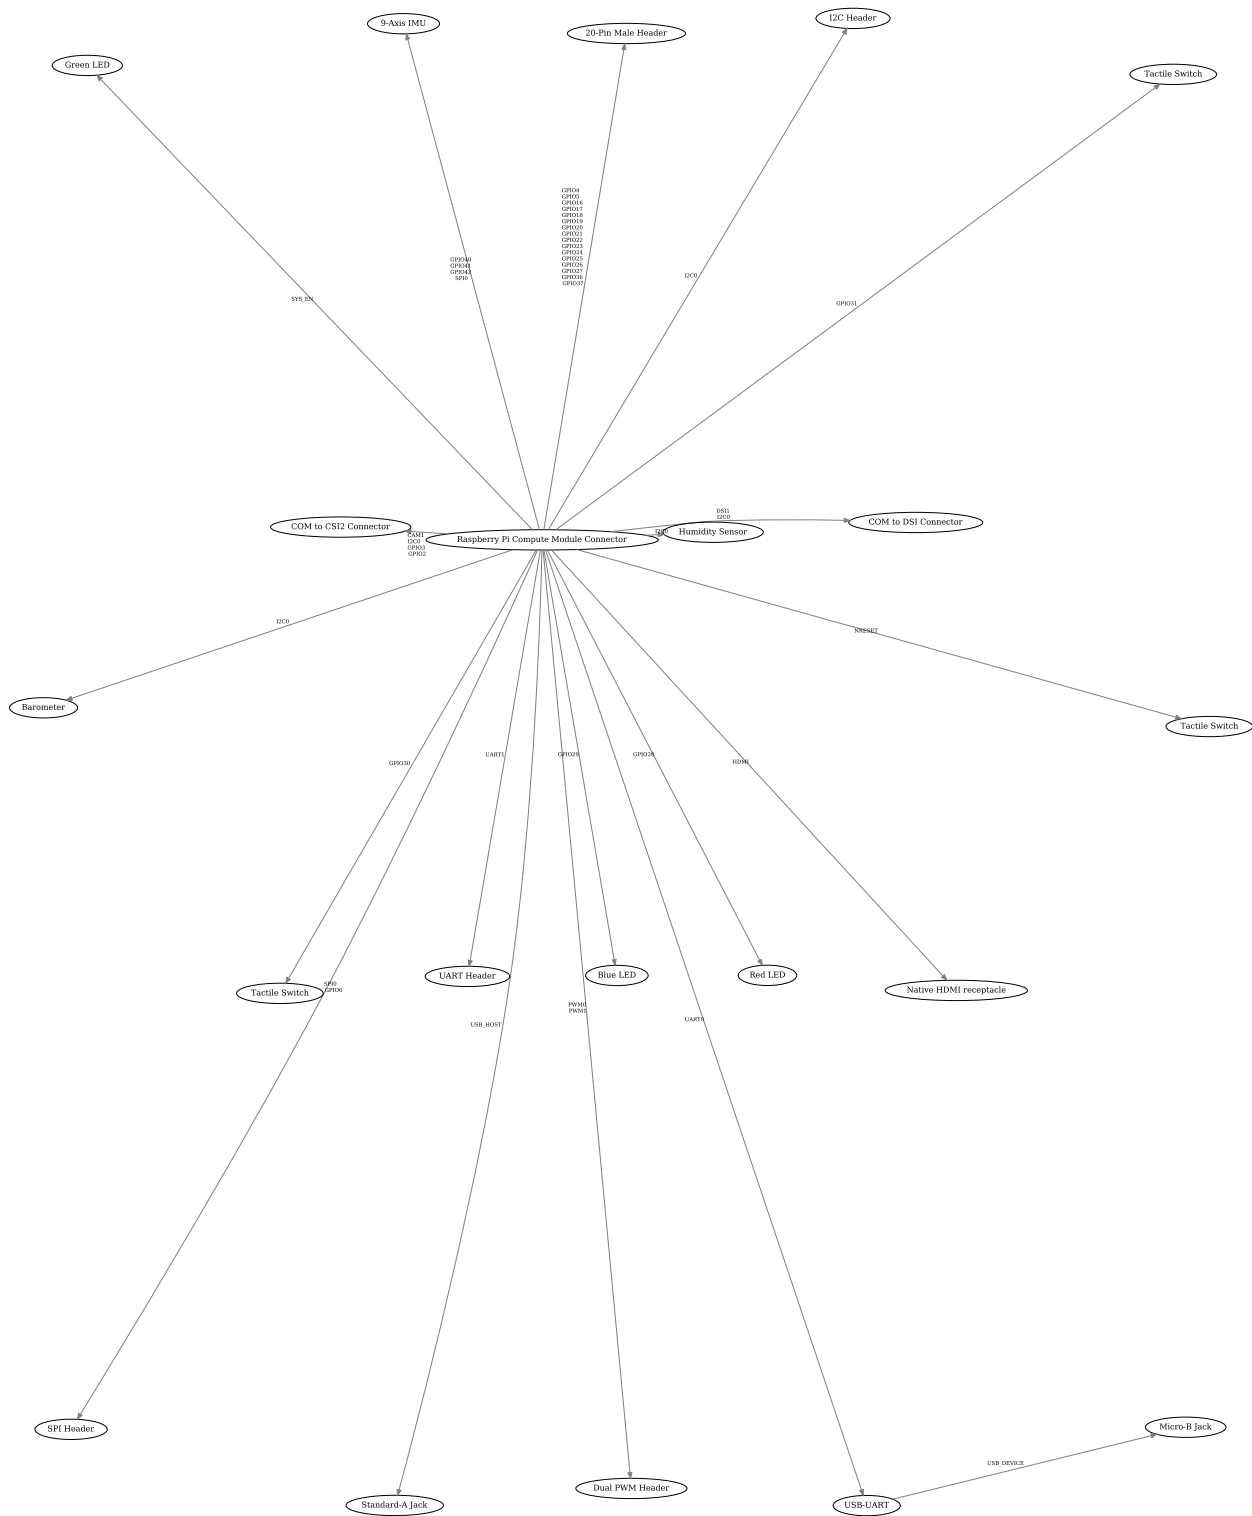 I2C Header
9-Axis IMU
20-Pin Male Header
Green LED
Tactile Switch
GPIO4
GPIO5
GPIO16
GPIO17
GPIO18
GPIO19
GPIO20
GPIO21
GPIO22
GPIO23
GPIO24
GPIO25
GPIO26
GPIO27
GPIO36
GPIO37
GPIO40
GPIO41
GPIO42
SPI0
I2C0
SYS_EN
GPIO31
DSI1
I2C0
COM to CSI2 Connector
COM to DSI Connector
I2C0
Humidity Sensor
CAM1
I2C0
GPIO3
GPIO2
Raspberry Pi Compute Module Connector
I2C0
NRESET
Barometer
Tactile Switch
GPIO30
UART1
GPIO29
GPIO28
HDMI
UART Header
Blue LED
Red LED
SPI0
GPIO6
Tactile Switch
Native HDMI receptacle
PWM0
PWM1
USB_HOST
UART0
SPI Header
Micro-B Jack
USB_DEVICE
Dual PWM Header
Standard-A Jack
USB-UART